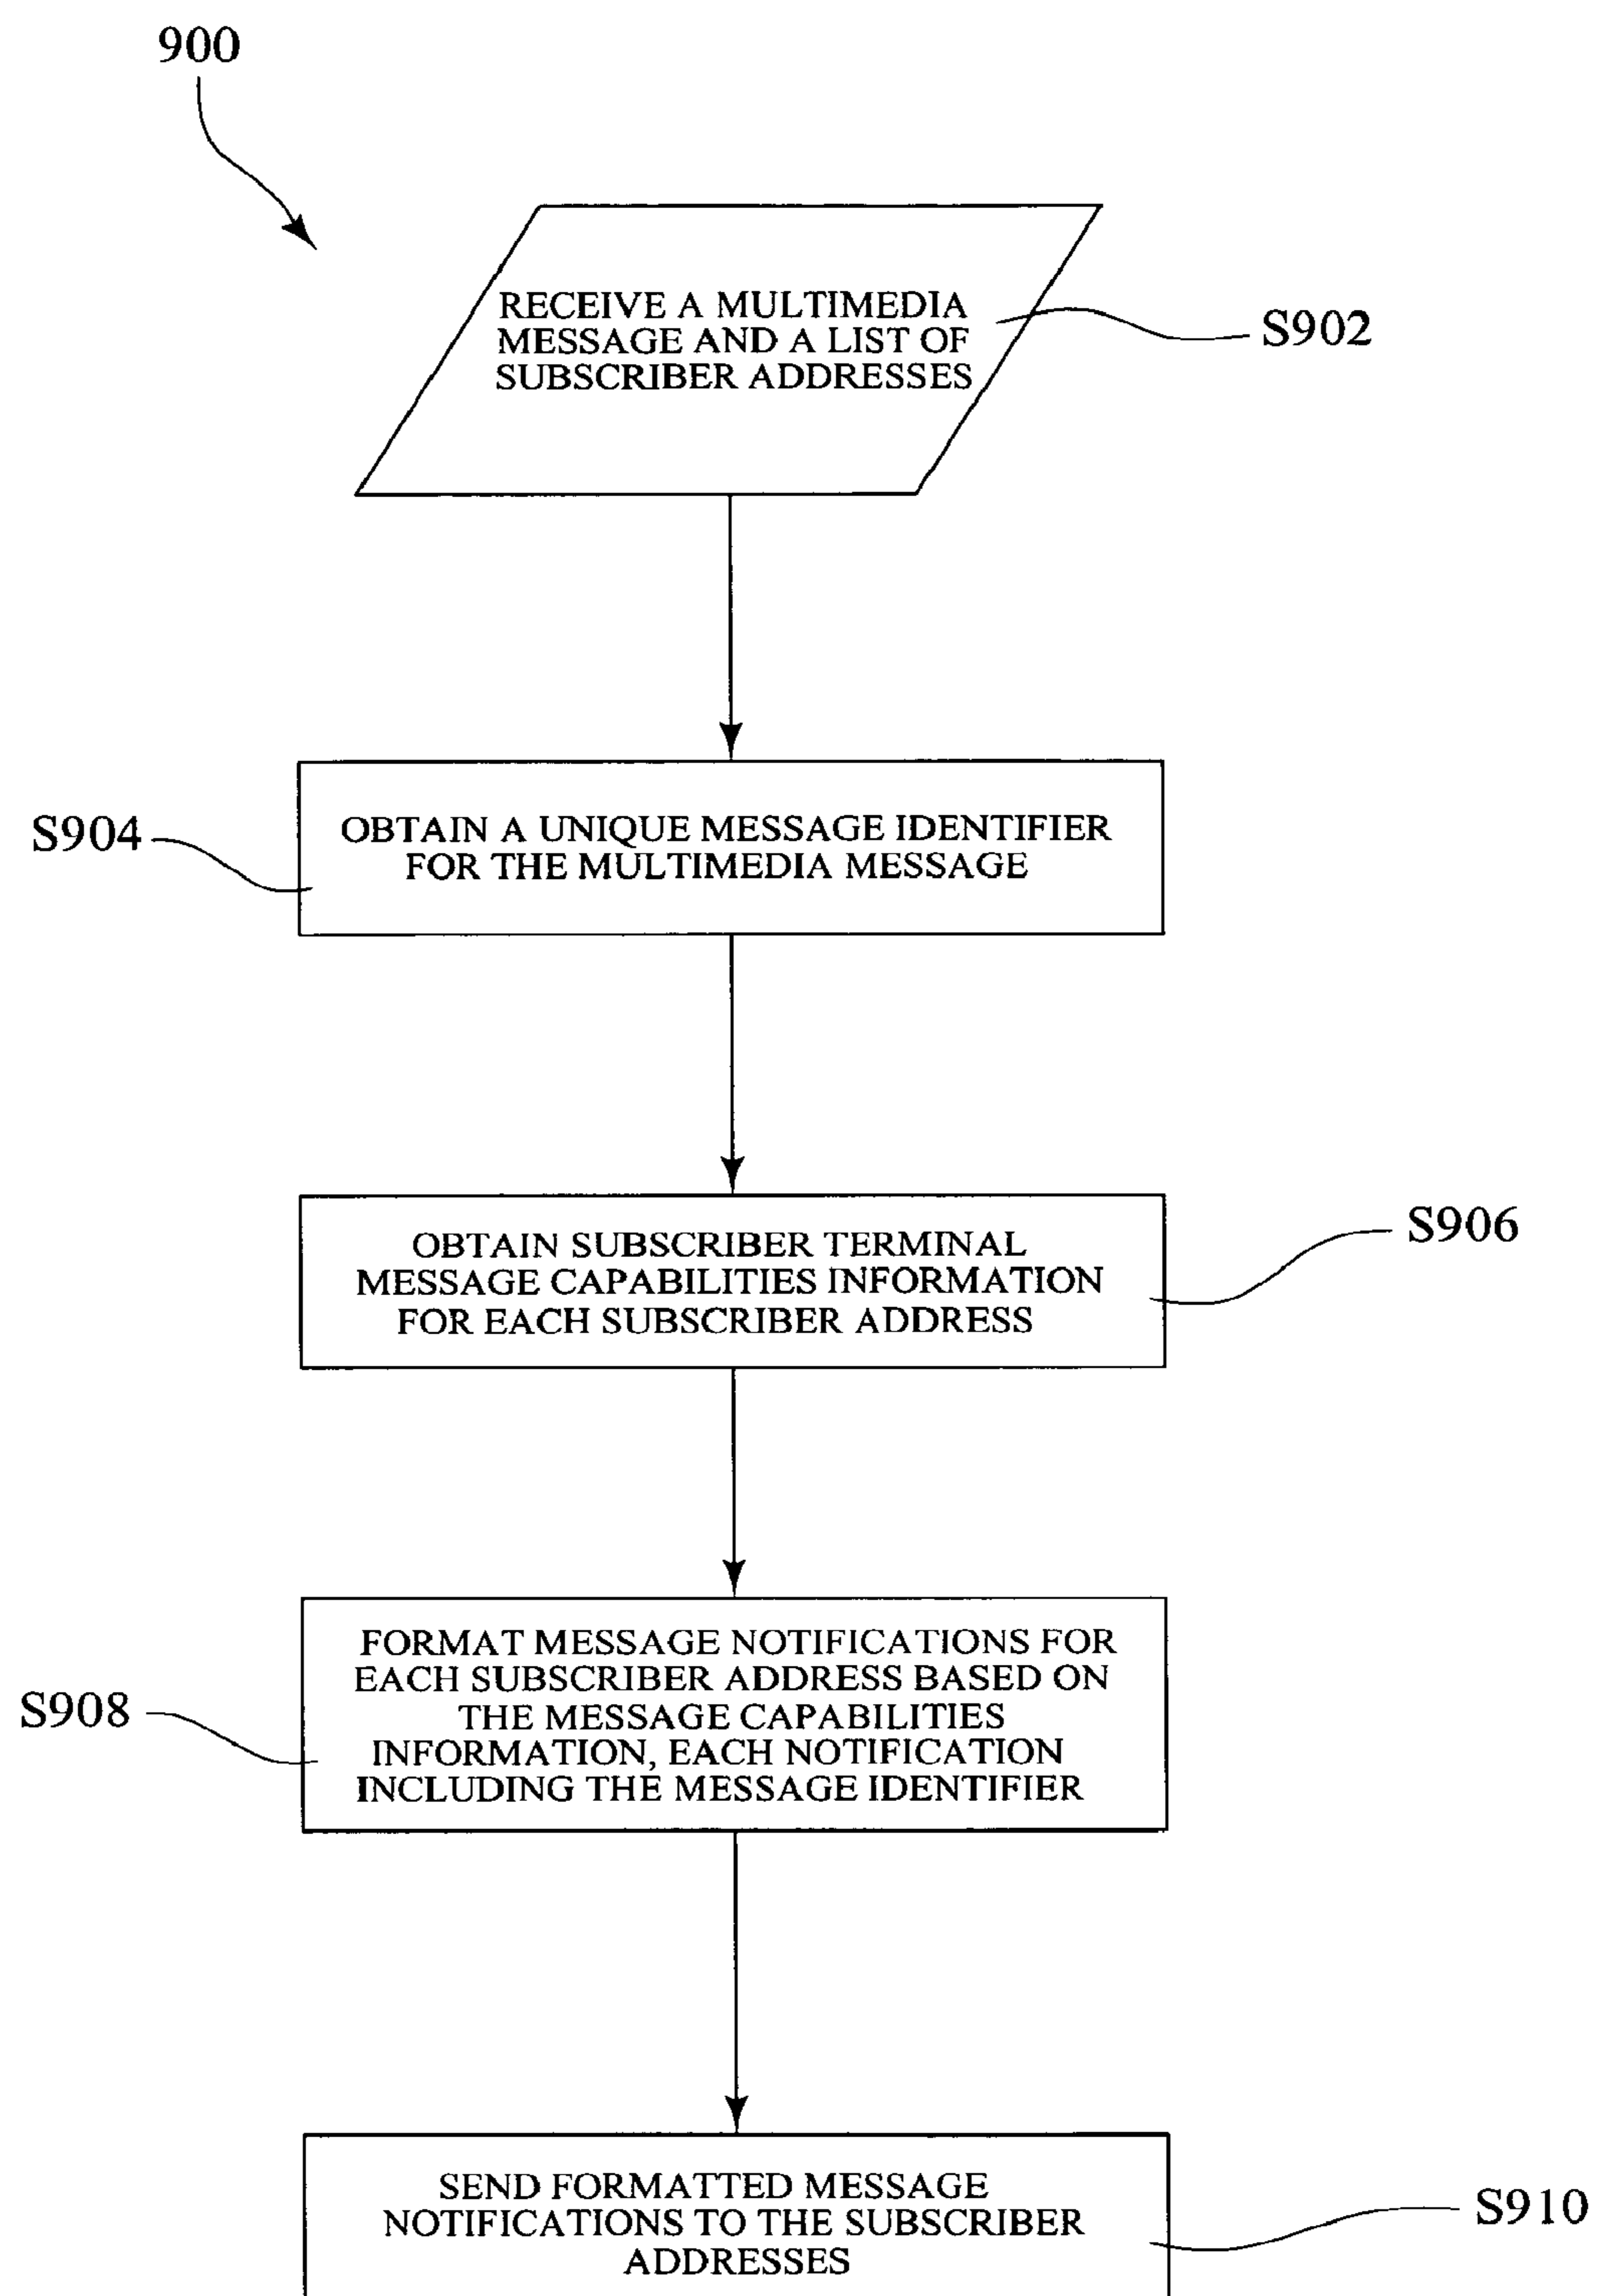 900
RECEIVE A MULTIMEDIA
MESSAGE AND A LIST OF
SUBSCRIBER ADDRESSES
S902
S904
OBTAIN A UNIQUE MESSAGE IDENTIFIER
FOR THE MULTIMEDIA MESSAGE
OBTAIN SUBSCRIBER TERMINAL
MESSAGE CAPABILITIES INFORMATION
FOR EACH SUBSCRIBER ADDRESS
S906
FORMAT MESSAGE NOTIFICATIONS FOR
EACH SUBSCRIBER ADDRESS BASED ON
THE MESSAGE CAPABILITIES
INFORMATION, EACH NOTIFICATION
INCLUDING THE MESSAGE IDENTIFIER
S908
SEND FORMATTED MESSAGE
NOTIFICATIONS TO THE SUBSCRIBER
ADDRESSES
S910